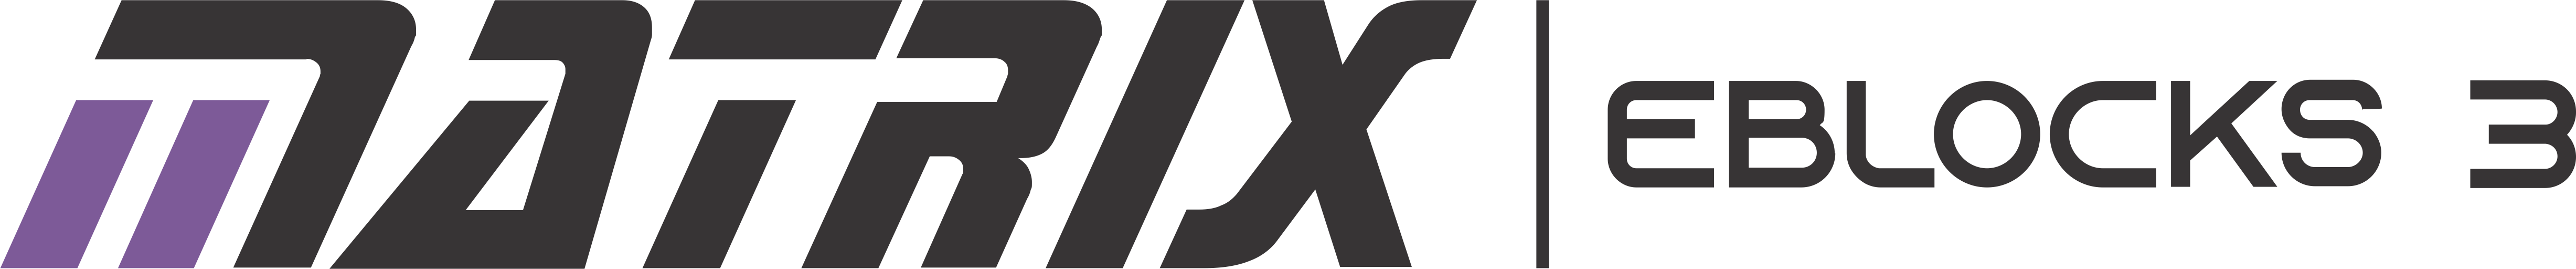 MATRIX | EBLOCKS 3